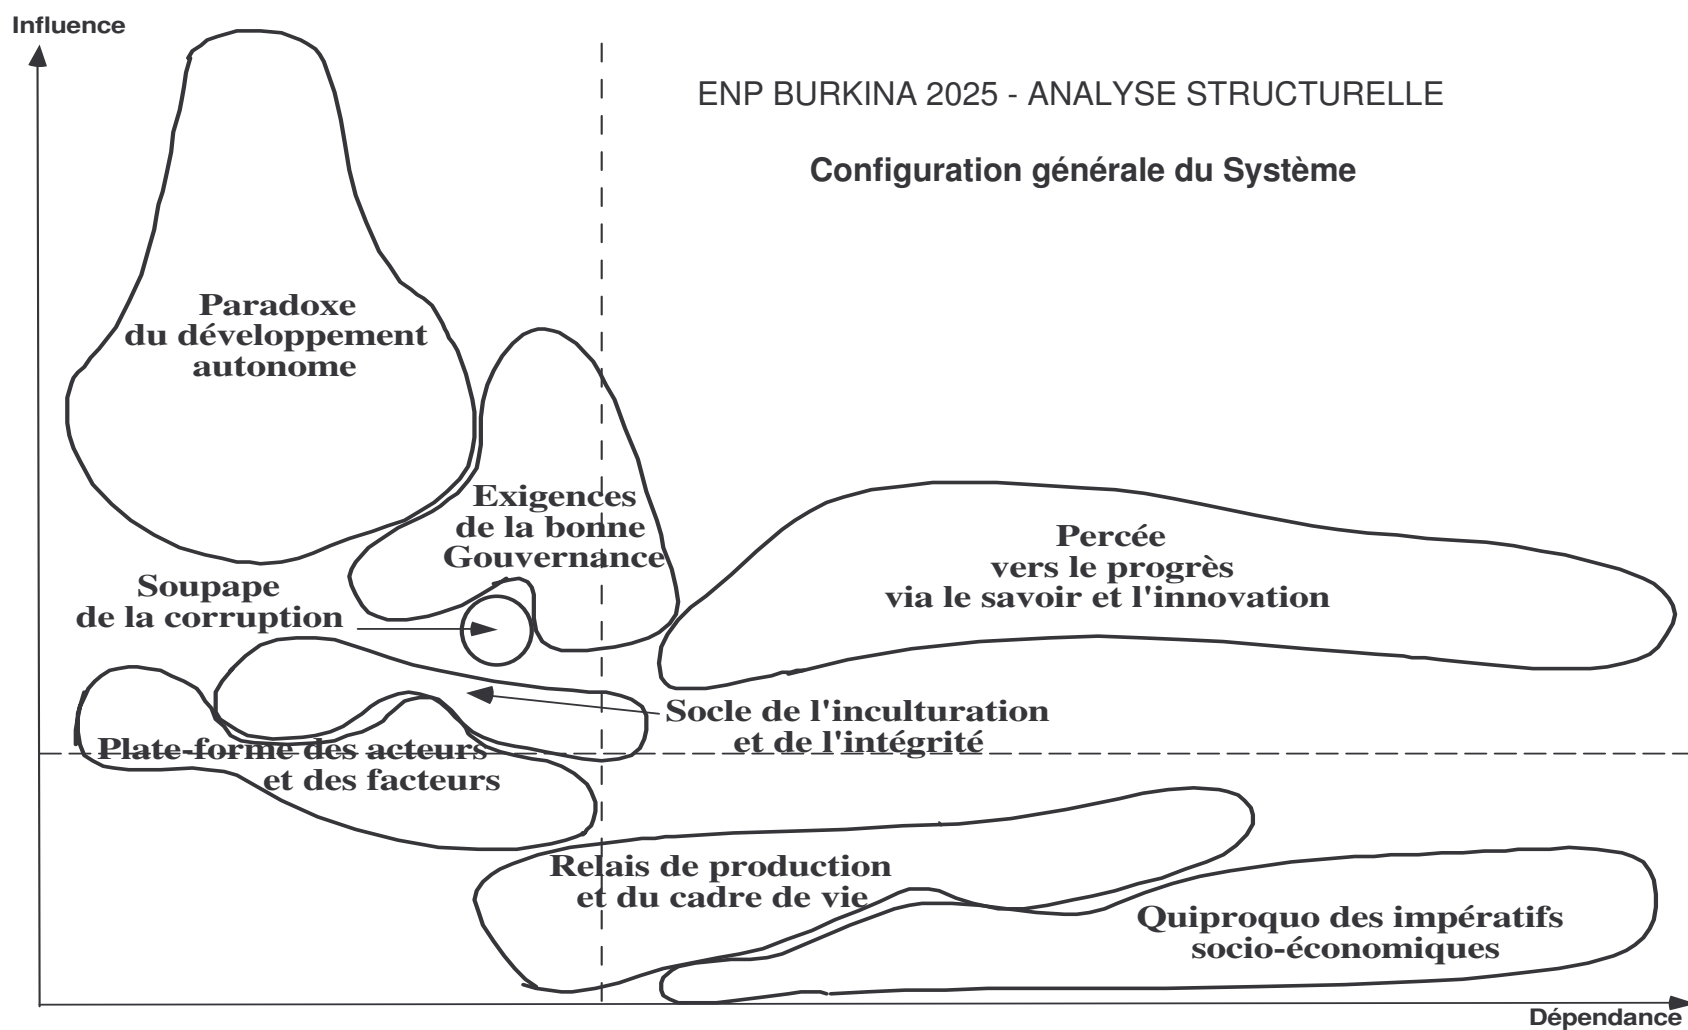 Influence
ENP BURKINA 2025 - ANALYSE STRUCTURELLE
Configuration générale du Système
Paradoxe
du développement
autonome
Exigences
de la bonne
Gouvernance
Percée
vers le progrès
via le savoir et l'innovation
Soupape
de la corruption
Socle de l'inculturation
et de l'intégrité
Plate-forme des acteurs
et des facteurs
Relais de production
et du cadre de vie
Quiproquo des impératifs
socio-économiques
Dépendance